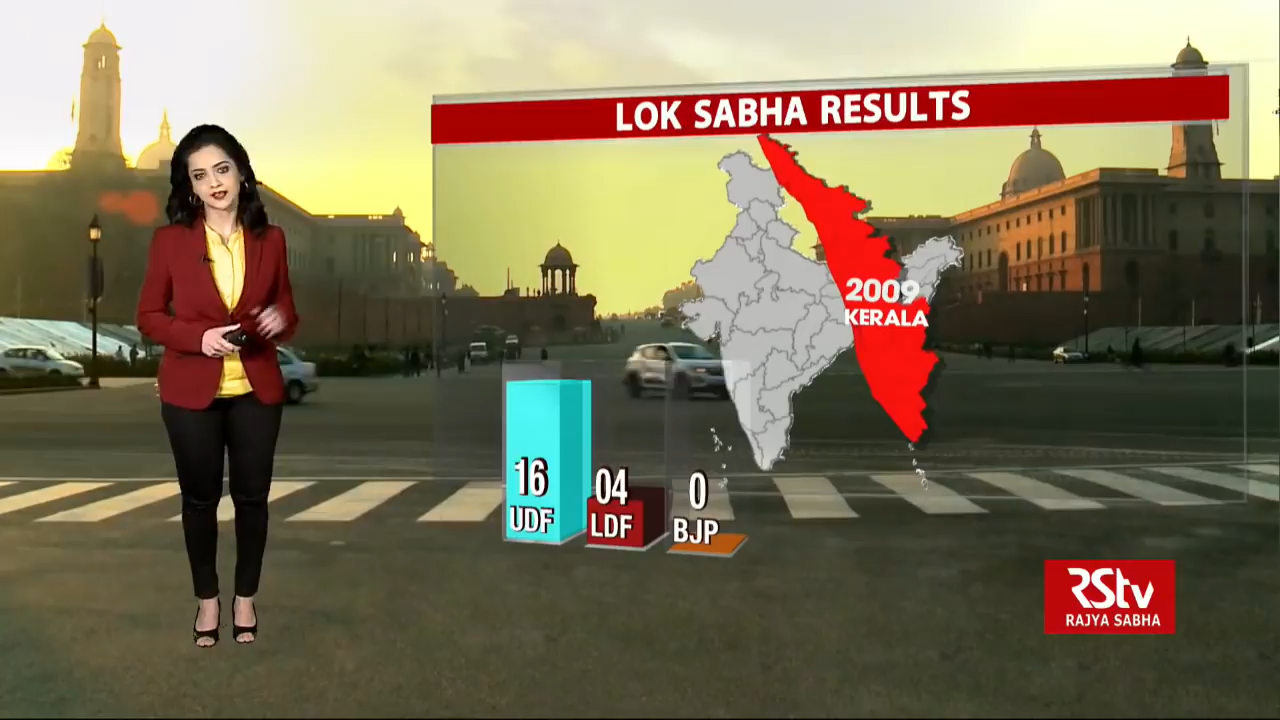 LOK SABHA RESULTS
2009
KERALA
16
UDF
04
LDF
0
BJP
RStv
RAJYA SABHA